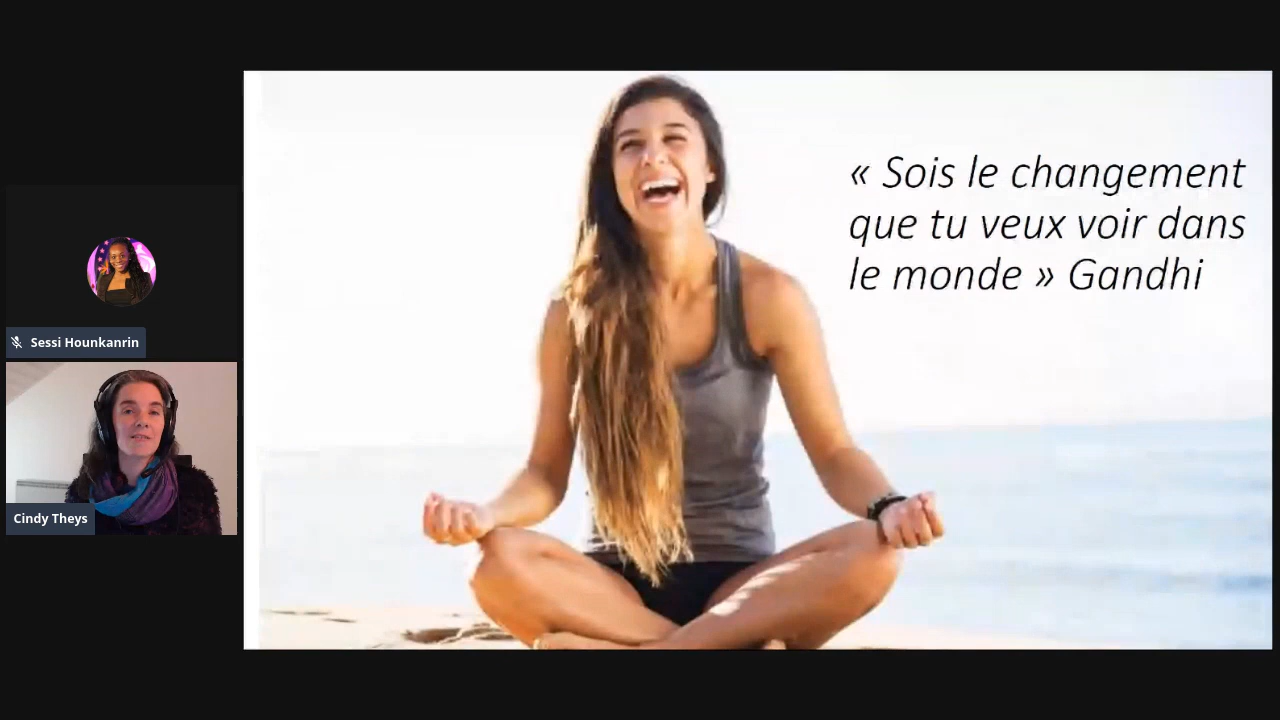 Sessi Hounkanrin
Cindy Theys
« Sois le changement
que tu veux voir dans
le monde » Gandhi